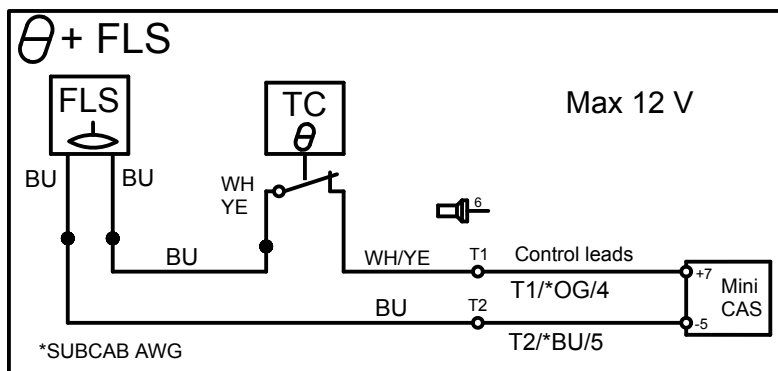 θ + FLS
FLS
TC
θ
Max 12 V
BU
BU
WH
YE
6
BU
WH/YE
T1
Control leads
+7
T1/*OG/4
Mini
CAS
BU
T2
-5
T2/*BU/5
*SUBCAB AWG